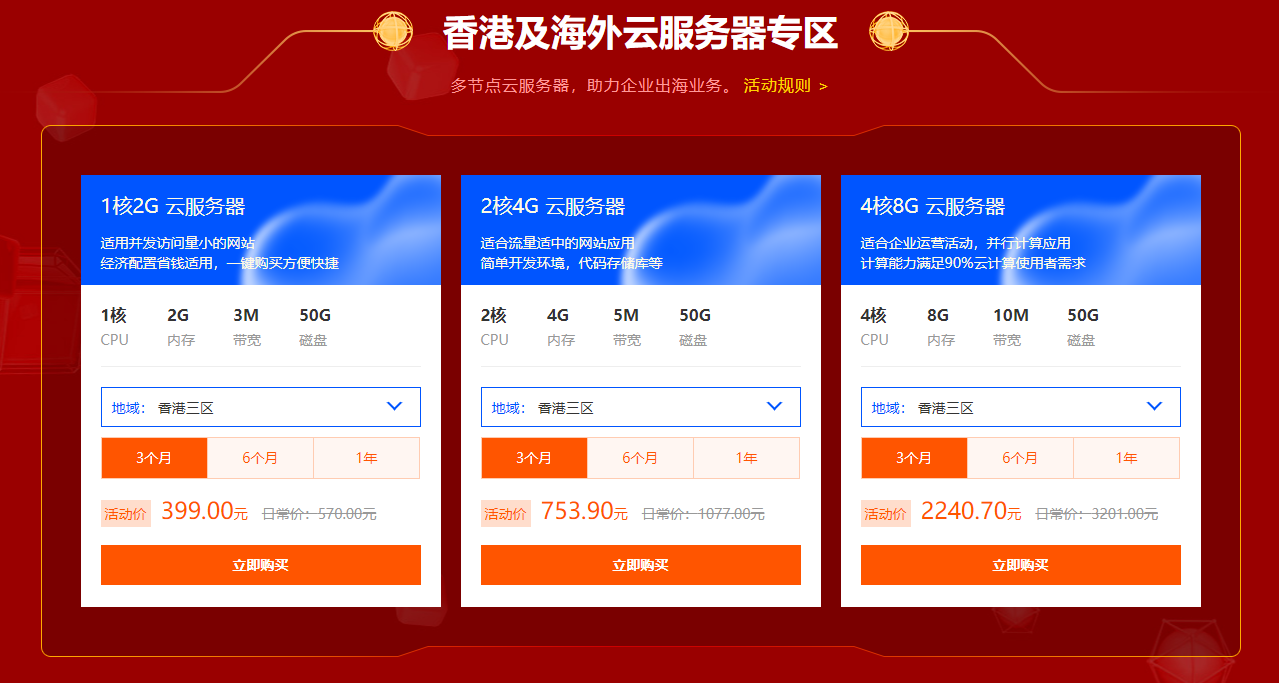 香港及海外云服务器专区
多节点云服务器，助力企业出海业务。 活动规则 >
1核2G 云服务器
适用并发访问量小的网站
经济配置省钱适用，一键购买方便快捷
1核 2G 3M 50G
CPU 内存 带宽 磁盘
地域： 香港三区
3个月 6个月 1年
活动价 399.00元 日常价：570.00元
立即购买
2核4G 云服务器
适合流量适中的网站应用
简单开发环境，代码存储库等
2核 4G 5M 50G
CPU 内存 带宽 磁盘
地域： 香港三区
3个月 6个月 1年
活动价 753.90元 日常价：1077.00元
立即购买
4核8G 云服务器
适合企业运营活动，并行计算应用
计算能力满足90%云计算使用者需求
4核 8G 10M 50G
CPU 内存 带宽 磁盘
地域： 香港三区
3个月 6个月 1年
活动价 2240.70元 日常价：3201.00元
立即购买